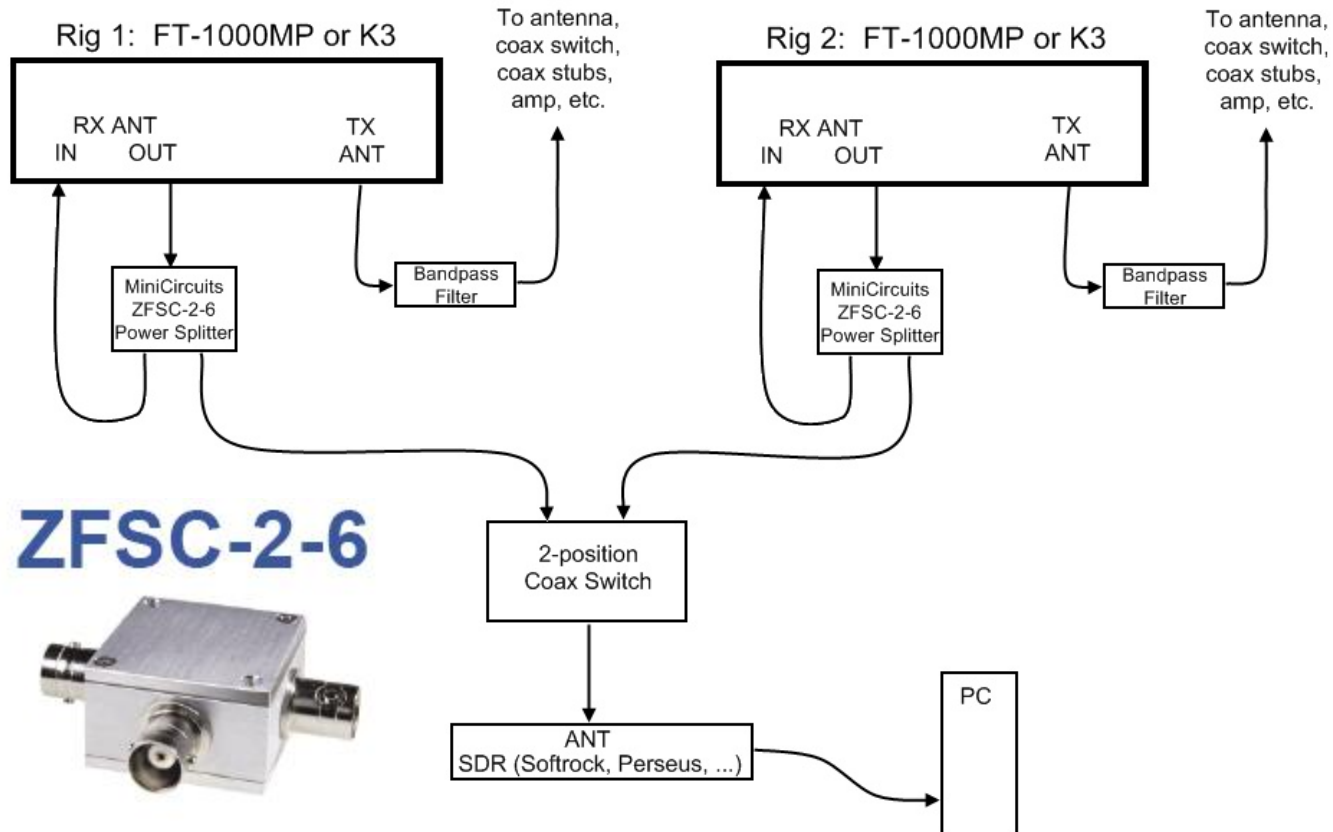 Rig 1: FT-1000MP or K3
RX ANT
IN OUT
TX
ANT
To antenna,
coax switch,
coax stubs,
amp, etc.
MiniCircuits
ZFSC-2-6
Power Splitter
Bandpass
Filter
Rig 2: FT-1000MP or K3
RX ANT
IN OUT
TX
ANT
To antenna,
coax switch,
coax stubs,
amp, etc.
MiniCircuits
ZFSC-2-6
Power Splitter
Bandpass
Filter
ZFSC-2-6
2-position
Coax Switch
ANT
SDR (Softrock, Perseus, ...)
PC